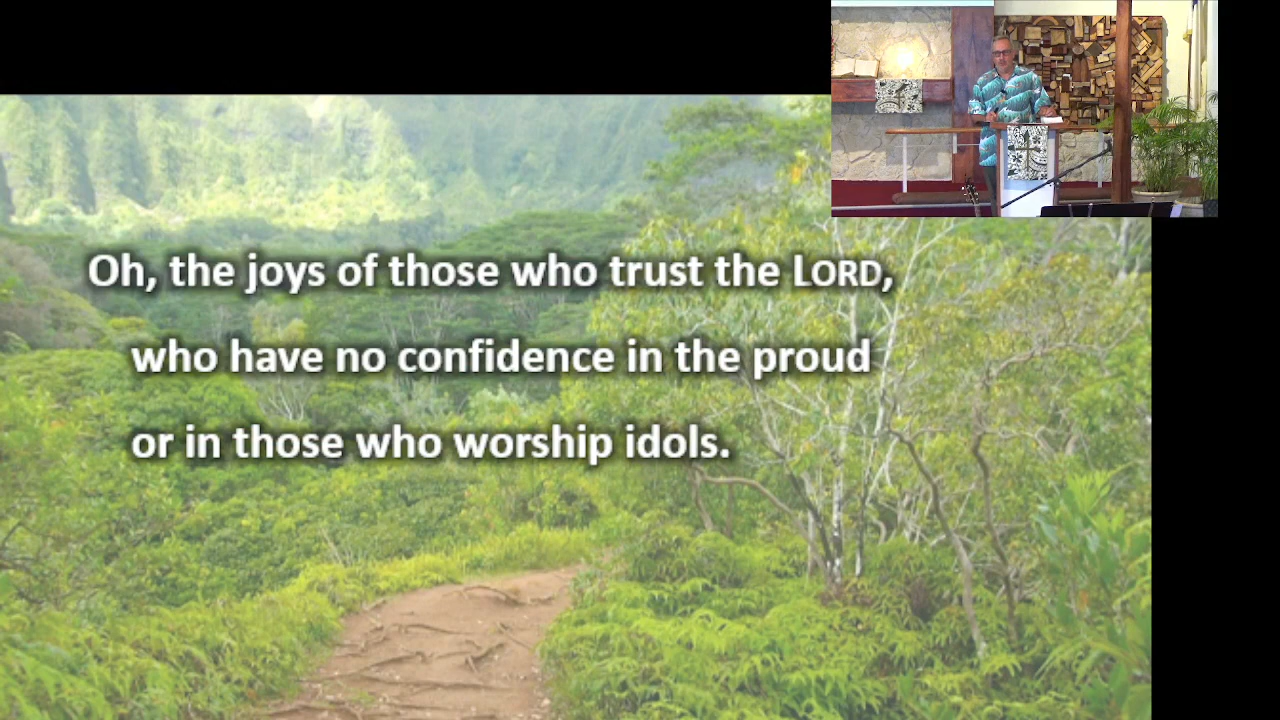 Oh, the joys of those who trust the LORD,
who have no confidence in the proud
or in those who worship idols.